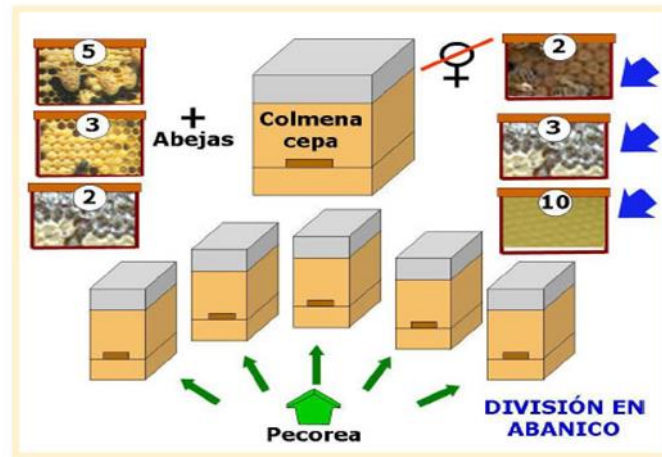 5
3
2
+
Abejas
Colmena
cepa
2
3
10
Pecorea
DIVISIÓN EN
ABANICO